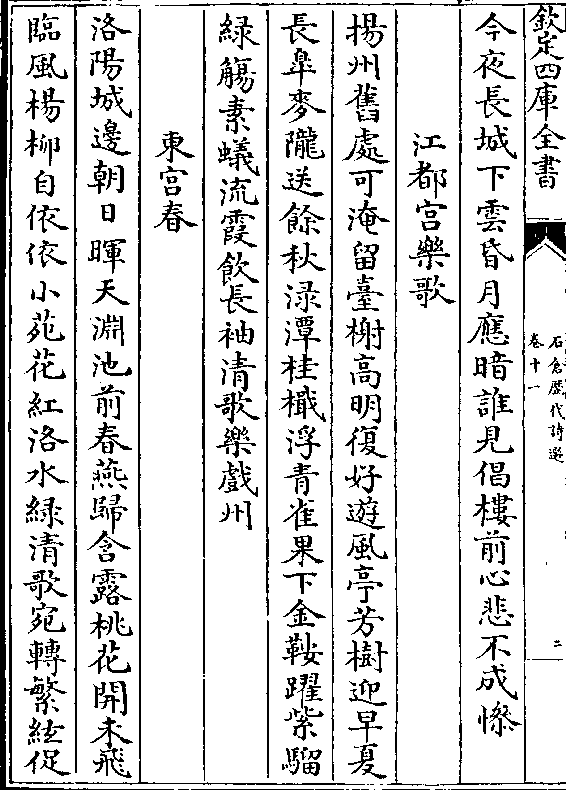 欽定四庫全書
石倉歴代詩選
卷十一
二
今夜長城下雲昏月應暗誰見倡樓前心悲不成慘
江都宮樂歌
揚州舊處可淹留臺榭高明復好遊風亭芳樹迎早夏
長臯麥隴送餘秋渌潭桂檝浮青雀果下金鞍躍紫騮
緑觴素蟻流霞飲長袖清歌樂戲州
東宮春
洛陽城邊朝日暉天淵池前春燕歸含露桃花開未飛
臨風楊柳自依依小苑花紅洛水緑清歌宛轉繁絃促